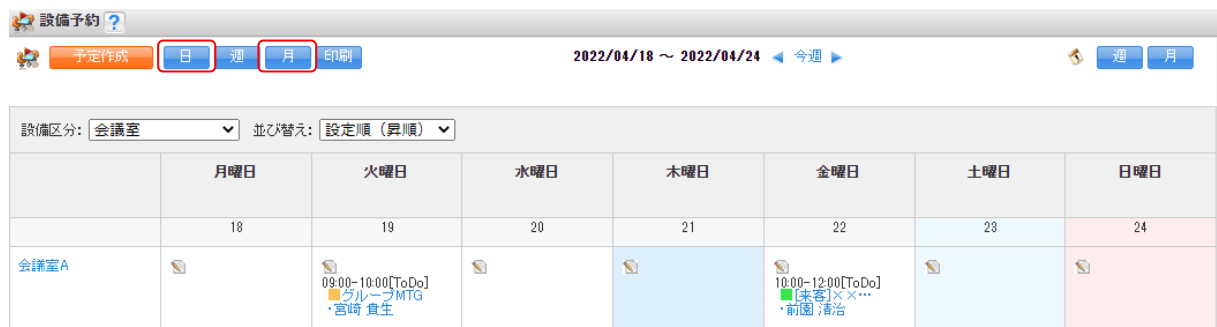 設備予約 ?
予定作成 日 週 月 印刷 2022/04/18 ～ 2022/04/24 今週 週 月
設備区分: 会議室 並び替え: 設定順（昇順）
月曜日 火曜日 水曜日 木曜日 金曜日 土曜日 日曜日
18 19 20 21 22 23 24
会議室A
09:00-10:00[ToDo]
グループMTG
・宮崎 貴生
10:00-12:00[ToDo]
[来客]××…
・前園 清治